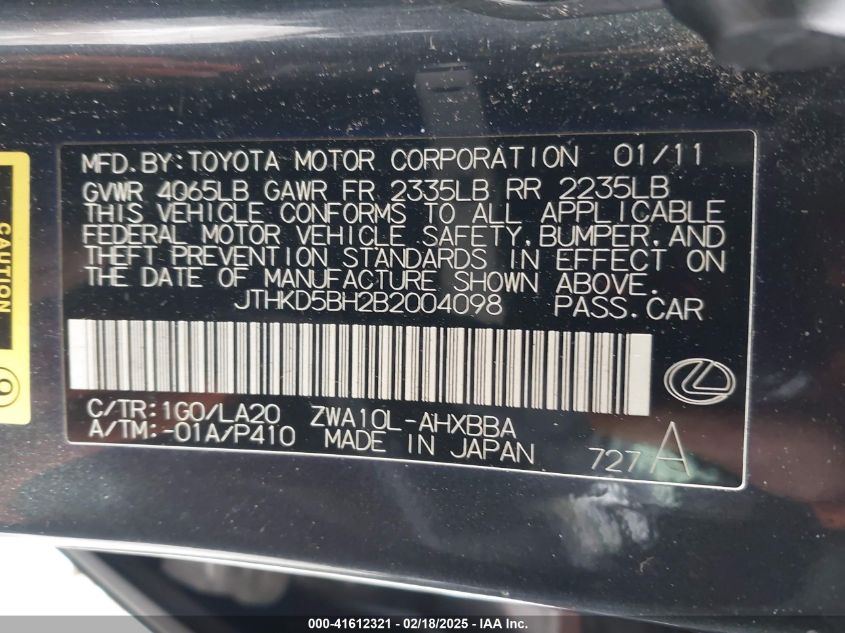 MFD.BY:TOYOTA MOTOR CORPORATION 01/11
GVWR 4065LB GAWR FR 2335LB RR 2235LB
THIS VEHICLE CONFORMS TO ALL APPLICABLE
FEDERAL MOTOR VEHICLE SAFETY,BUMPER,AND
THEFT PREVENTION STANDARDS IN EFFECT ON
THE DATE OF MANUFACTURE SHOWN ABOVE.
JTHKD5BH2B2004098 PASS.CAR
C/TR:1G0/LA20 ZWA10L-AHXBBA
A/TM:-01A/P410 MADE IN JAPAN
727 A
CAUTION
000-41612321 / 02/18/2025 / Copyright IAA, LLC.